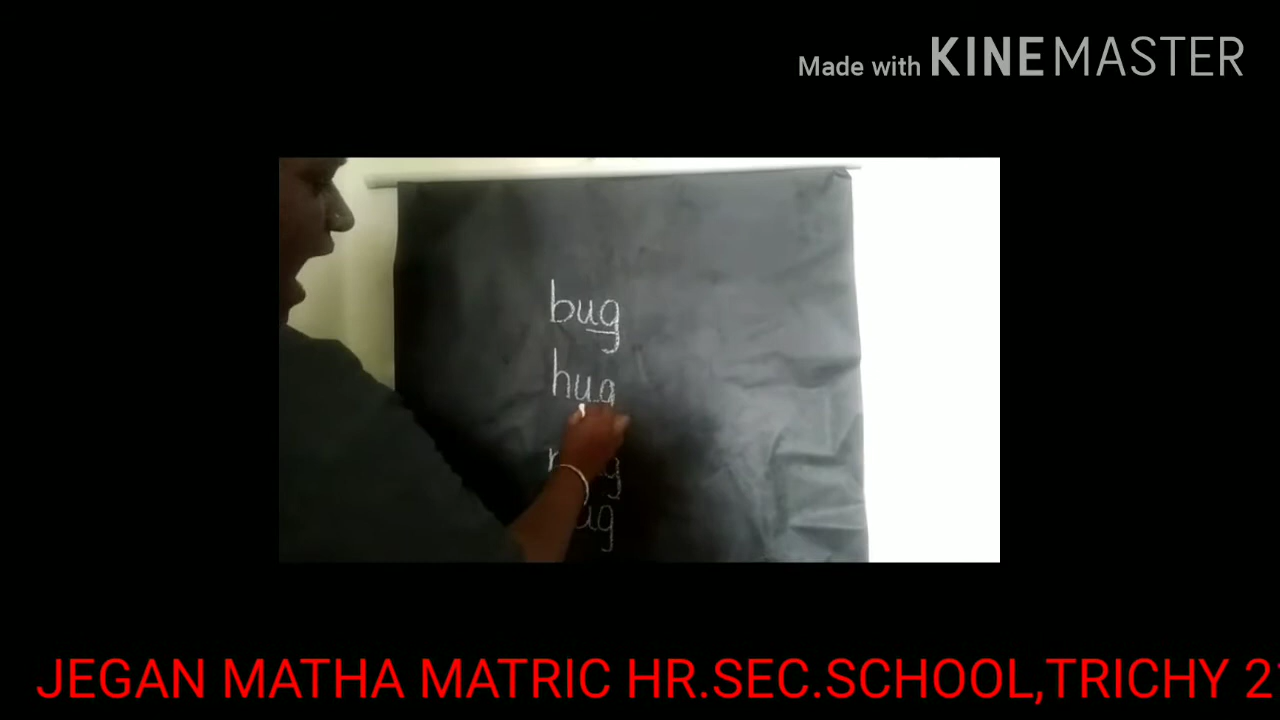 Made with KINEMASTER
bug
hug
JEGAN MATHA MATRIC HR.SEC.SCHOOL,TRICHY